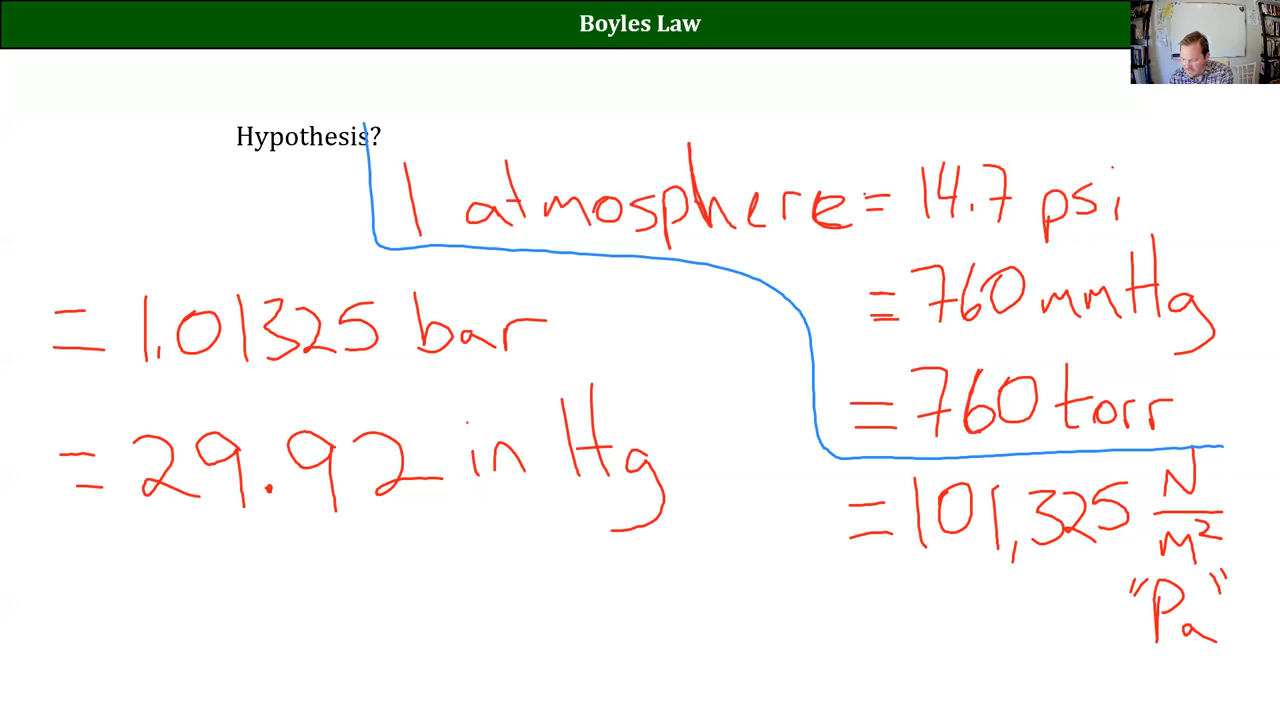 Boyles Law
Hypothesis?
1 atmosphere = 14.7 psi
= 760 mmHg
= 760 torr
= 101,325 N/m²
"Pa"
= 1.01325 bar
= 29.92 in Hg